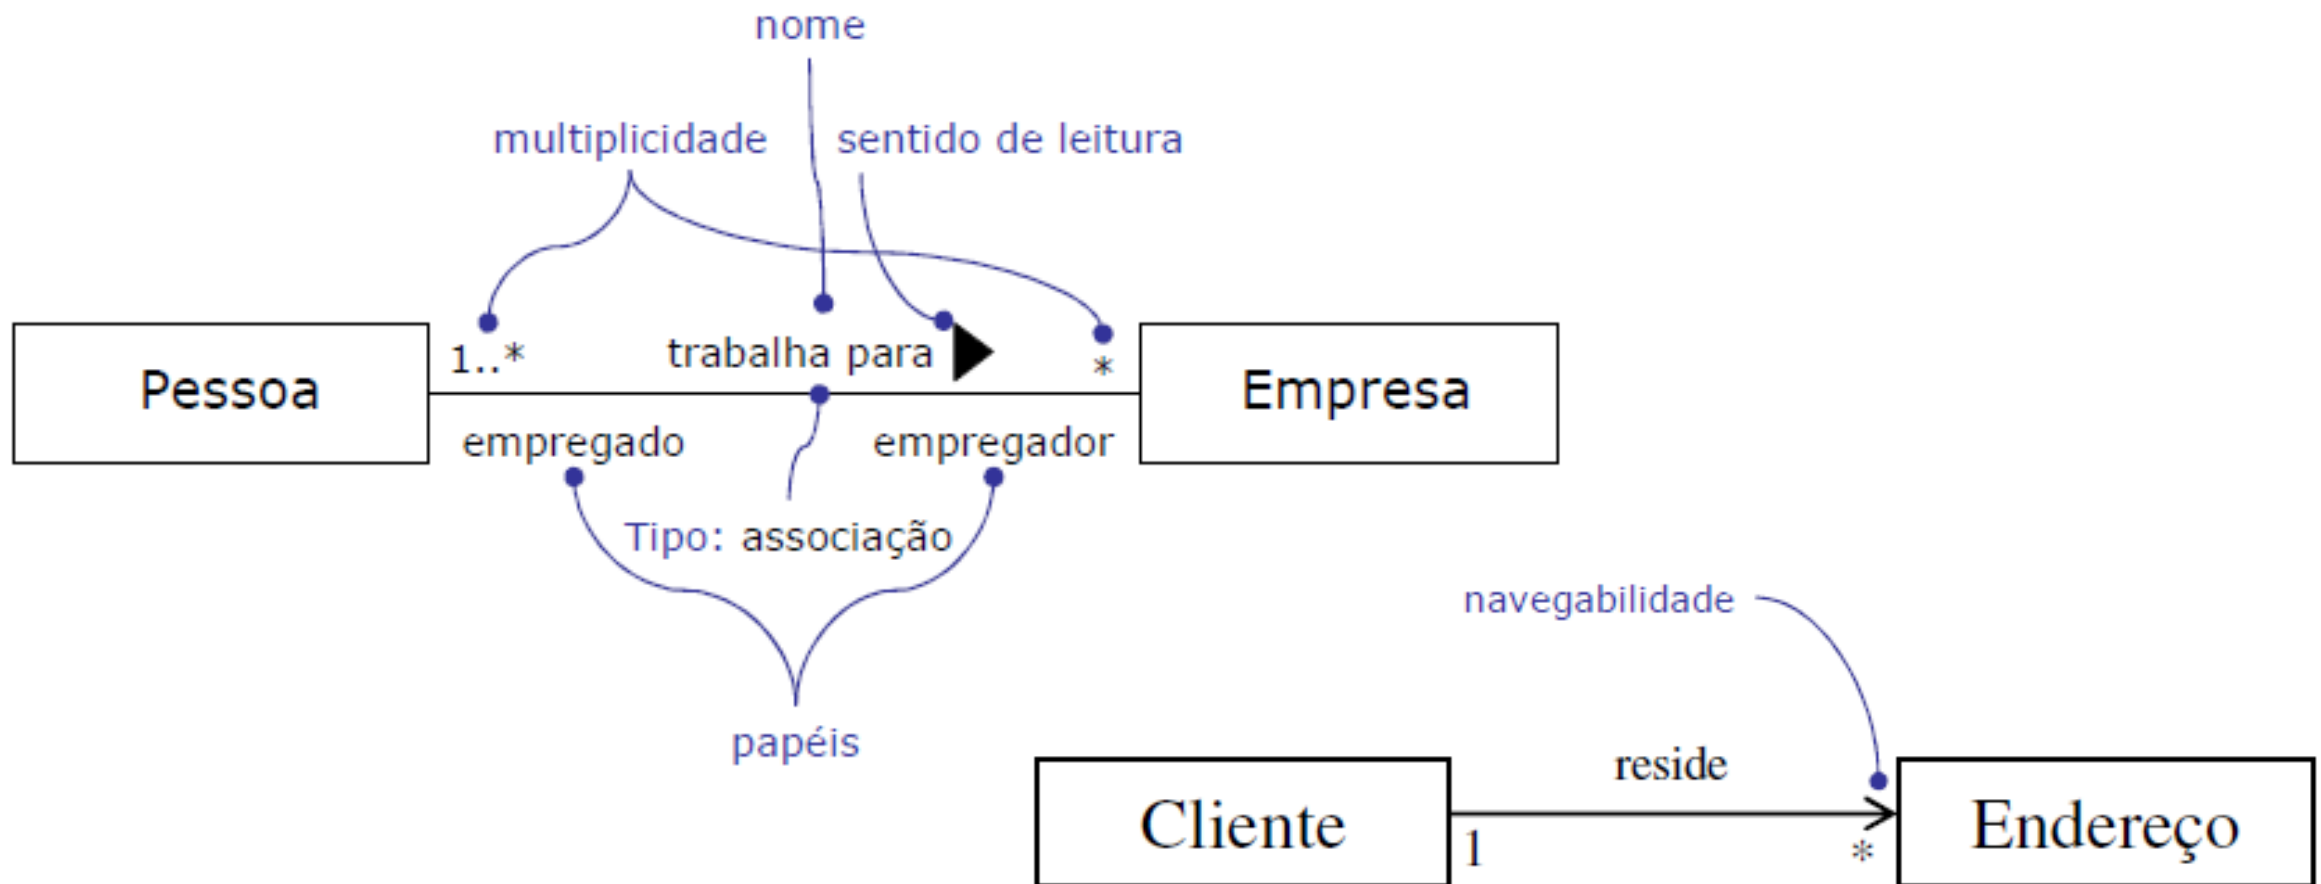 nome
multiplicidade
sentido de leitura
Pessoa
1..*
trabalha para
*
Empresa
empregado
empregador
Tipo: associação
papéis
navegabilidade
Cliente
1
reside
*
Endereço